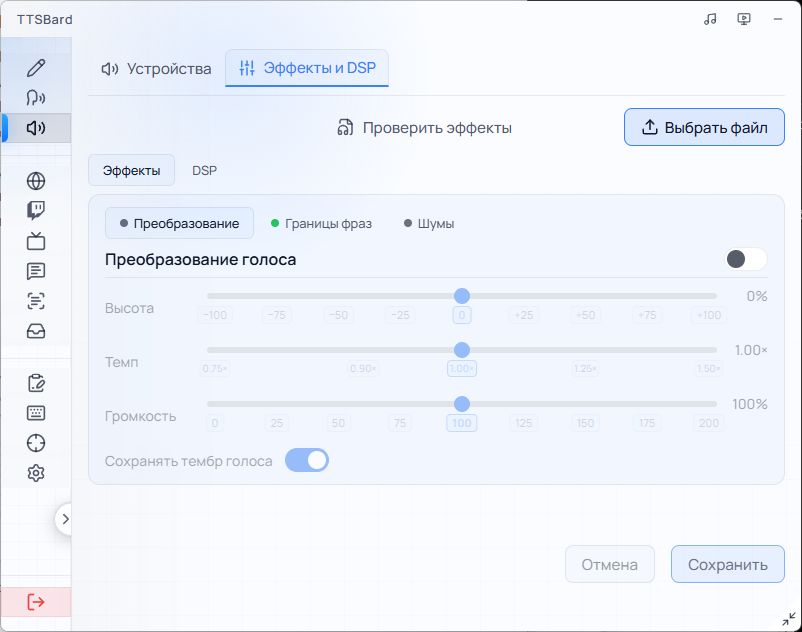 TTSBard
Устройства
Эффекты и DSP
Проверить эффекты
Выбрать файл
Эффекты
DSP
Преобразование
Границы фраз
Шумы
Преобразование голоса
Высота
0%
−100 −75 −50 −25 0 +25 +50 +75 +100
Темп
1.00×
0.75× 0.90× 1.00× 1.25× 1.50×
Громкость
100%
0 25 50 75 100 125 150 175 200
Сохранять тембр голоса
Отмена
Сохранить